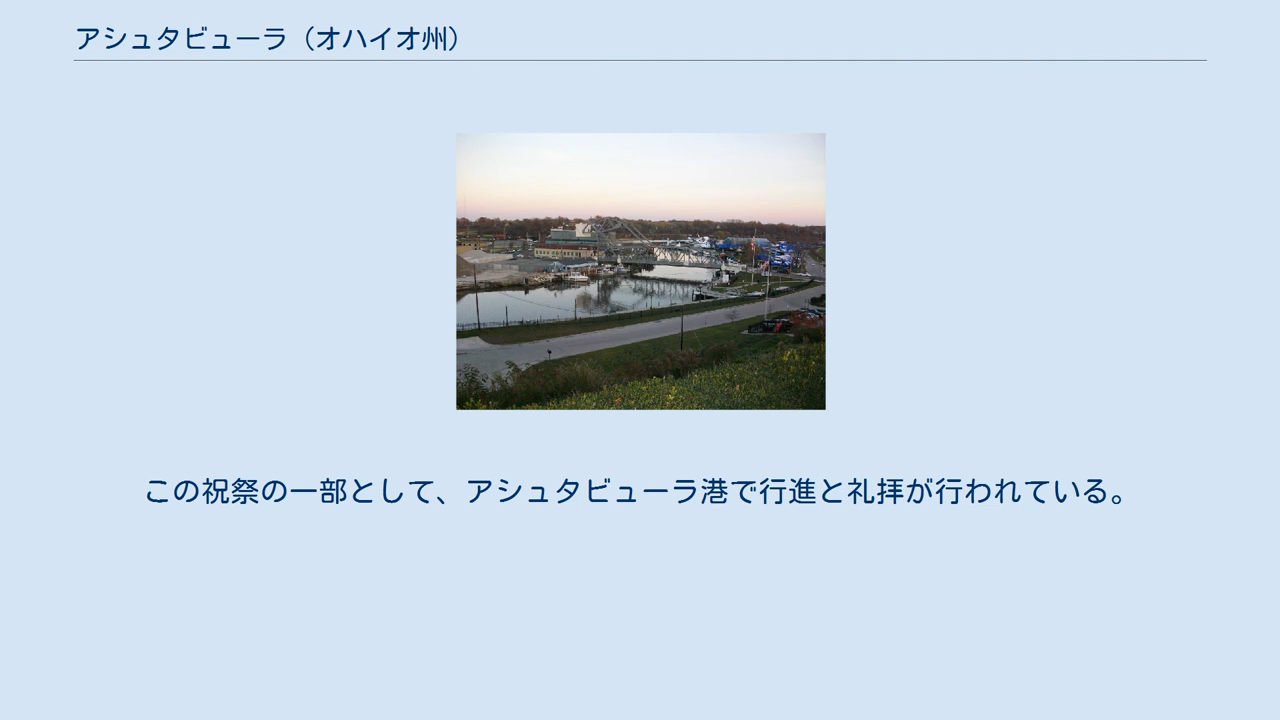 アシュタビューラ（オハイオ州）
この祝祭の一部として、アシュタビューラ港で行進と礼拝が行われている。